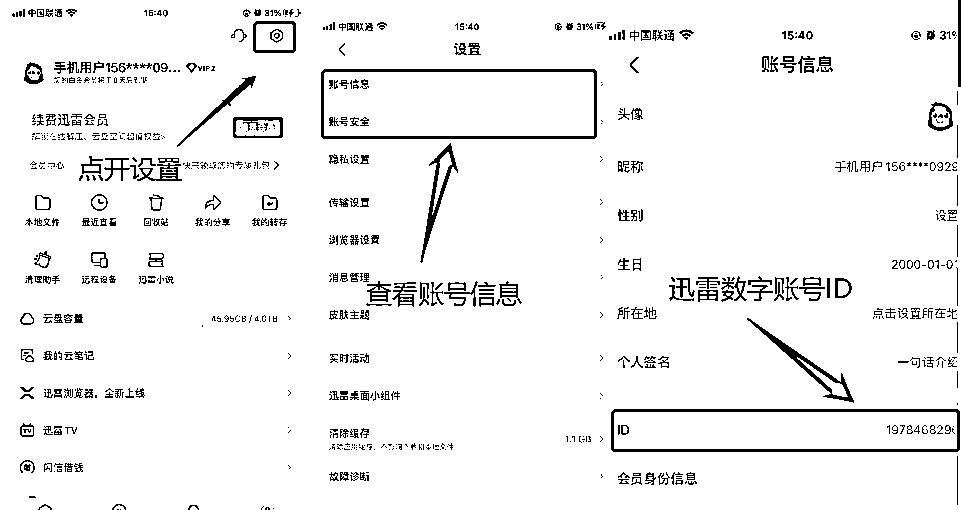 中国联通
15:40
31%
手机用户156****09...
VIP2
续费迅雷会员
会员中心
点开设置
本地文件
最近查看
回收站
我的分享
我的转存
清理助手
远程设备
迅雷小说
云盘容量
45.95GB / 4.0TB
我的云笔记
迅雷浏览器，全新上线
迅雷TV
闪信借钱
中国联通
15:40
31%
设置
账号信息
账号安全
隐私设置
传输设置
浏览器设置
消息管理
查看账号信息
皮肤主题
实时活动
迅雷桌面小组件
清除缓存
1.1 GB
故障诊断
中国联通
15:40
31%
账号信息
头像
昵称
手机用户156****0929
性别
设置
生日
2000-01-01
迅雷数字账号ID
所在地
点击设置所在地
个人签名
一句话介绍
ID
197846829
会员身份信息